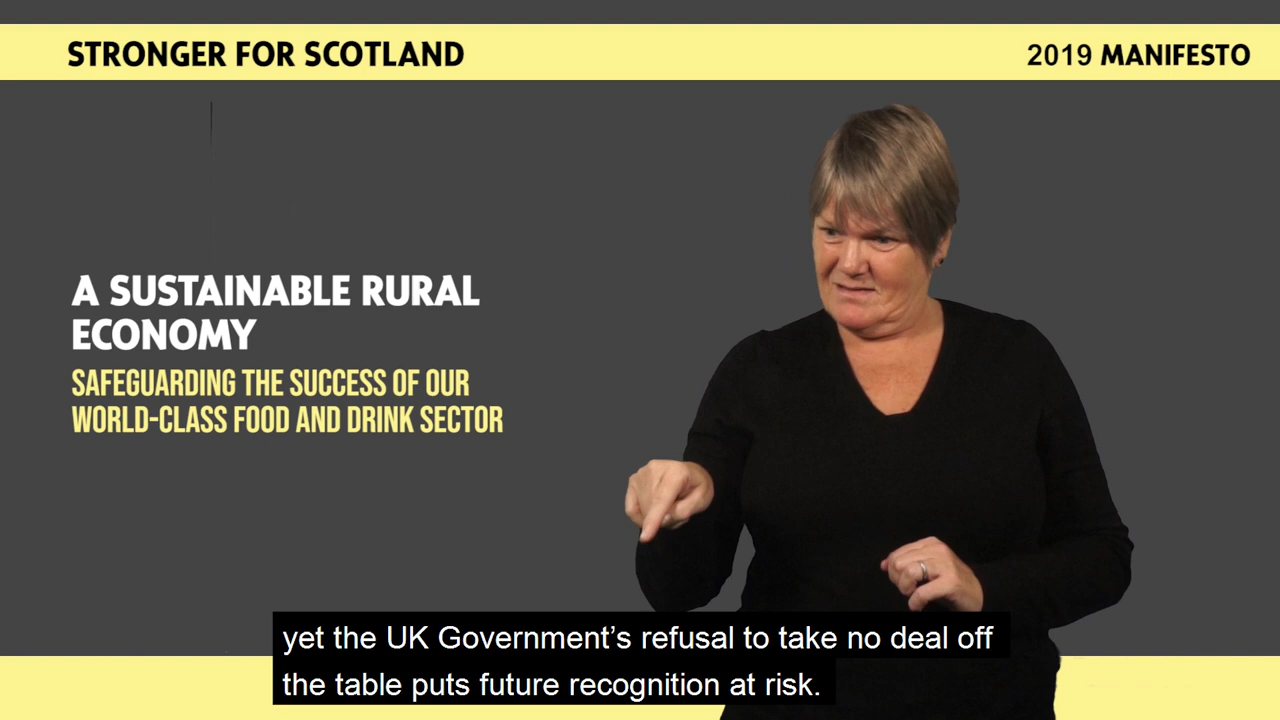 STRONGER FOR SCOTLAND
2019 MANIFESTO
A SUSTAINABLE RURAL
ECONOMY
SAFEGUARDING THE SUCCESS OF OUR
WORLD-CLASS FOOD AND DRINK SECTOR
yet the UK Government’s refusal to take no deal off
the table puts future recognition at risk.